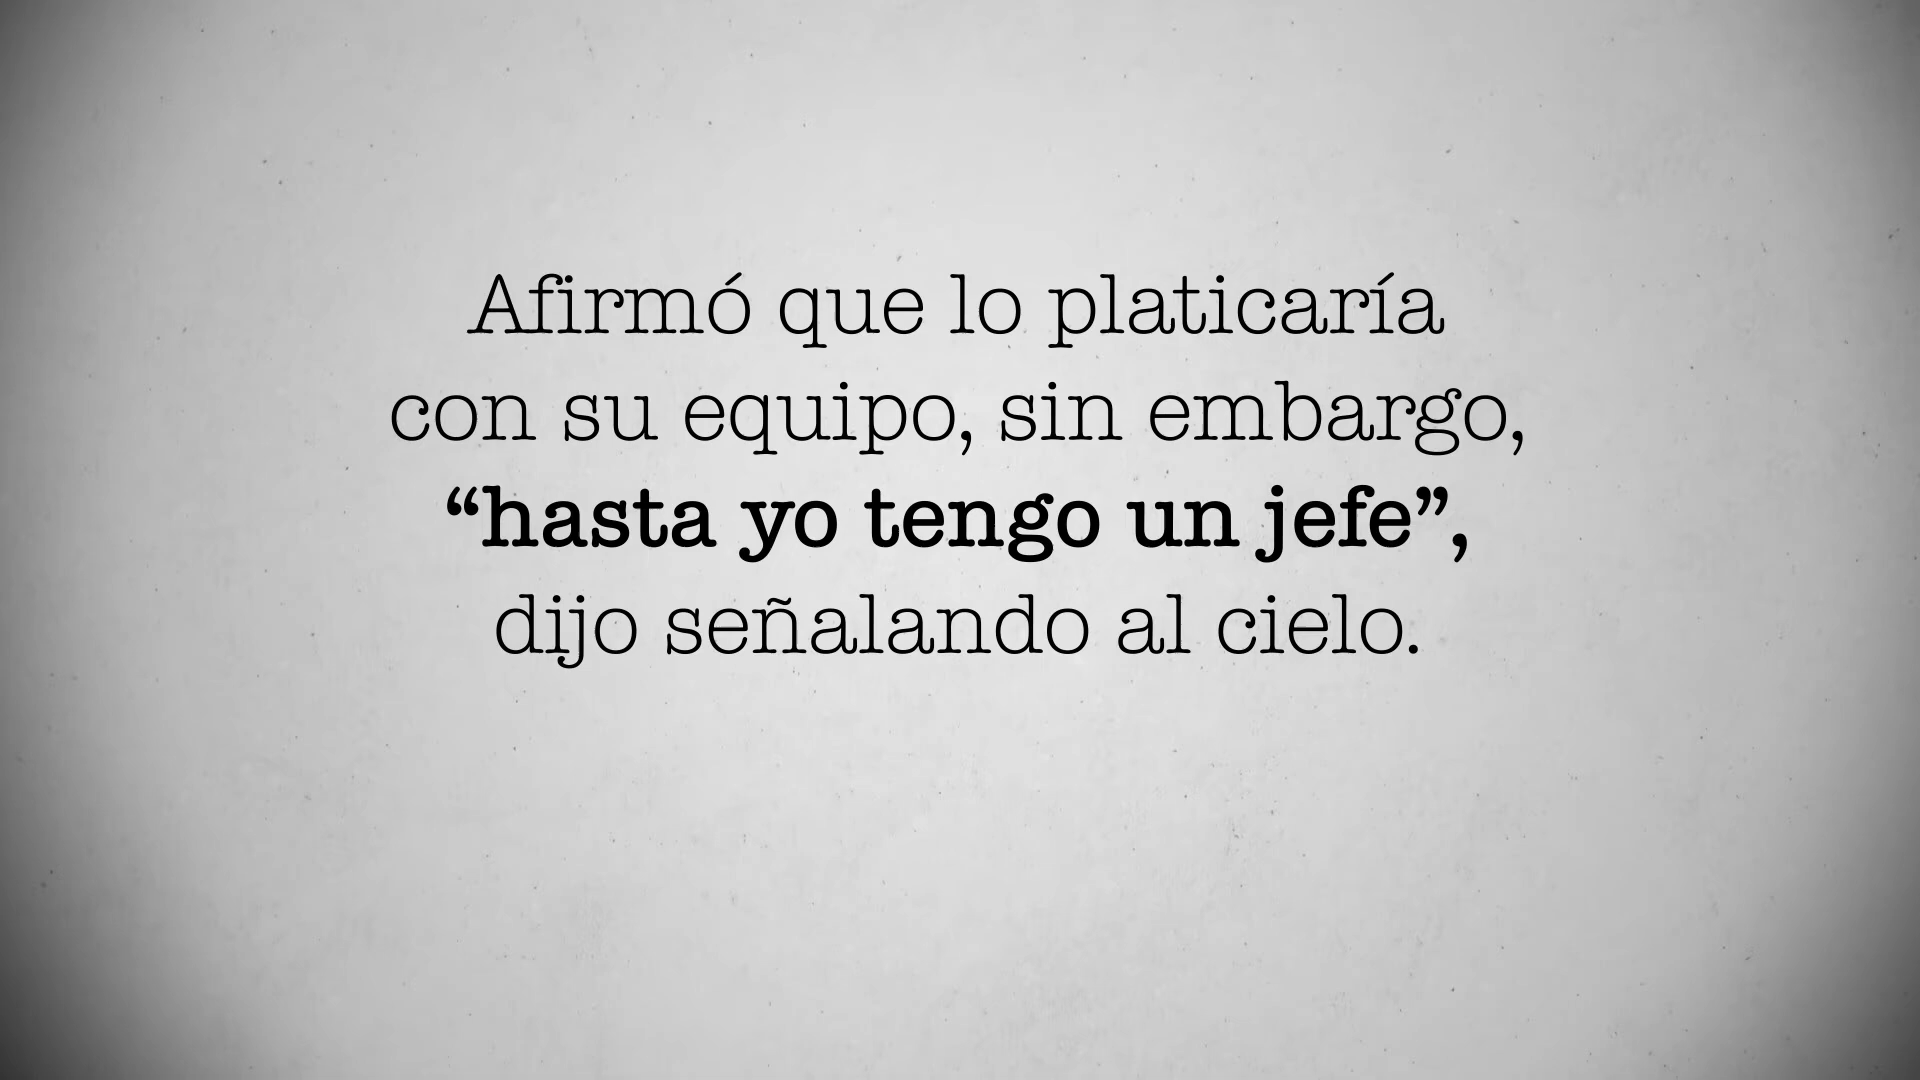 Afirmó que lo platicaría
con su equipo, sin embargo,
“hasta yo tengo un jefe”,
dijo señalando al cielo.